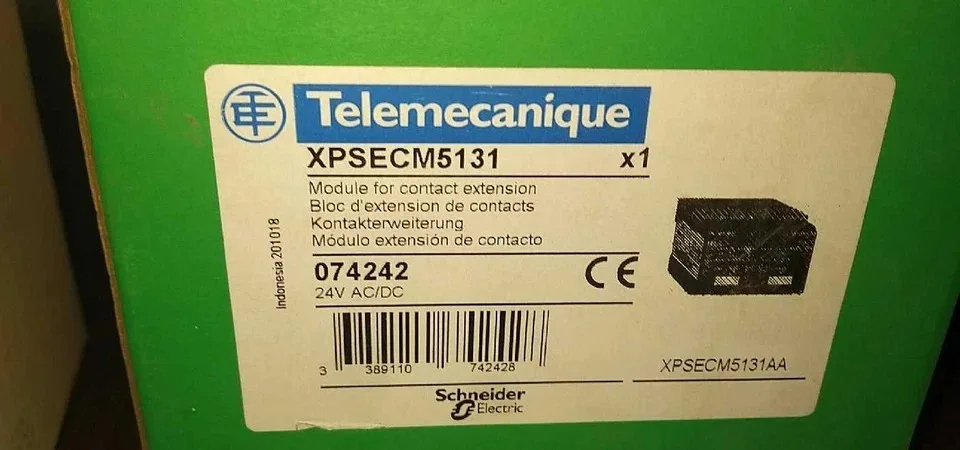 Telemecanique
XPSECM5131 x1
Module for contact extension
Bloc d'extension de contacts
Kontakterweiterung
Módulo extensión de contacto
074242
24V AC/DC
CE
Indonesia 201018
3 389110 742428
XPSECM5131AA
Schneider
Electric